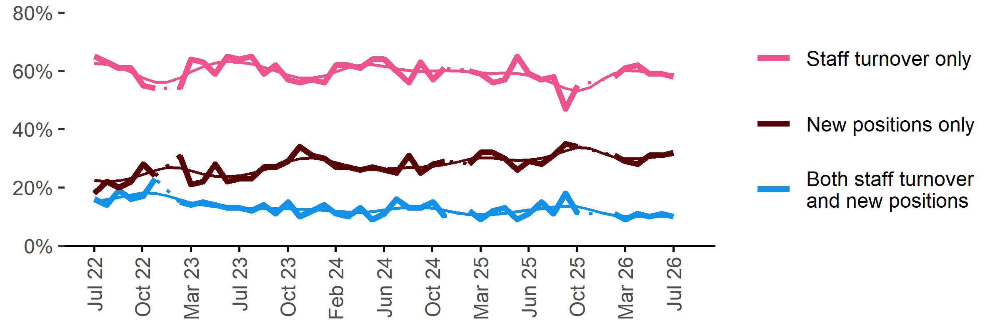 80%
60%
40%
20%
0%
Jul 22
Oct 22
Mar 23
Jul 23
Oct 23
Feb 24
Jun 24
Oct 24
Mar 25
Jun 25
Oct 25
Mar 26
Jul 26
Staff turnover only
New positions only
Both staff turnover
and new positions